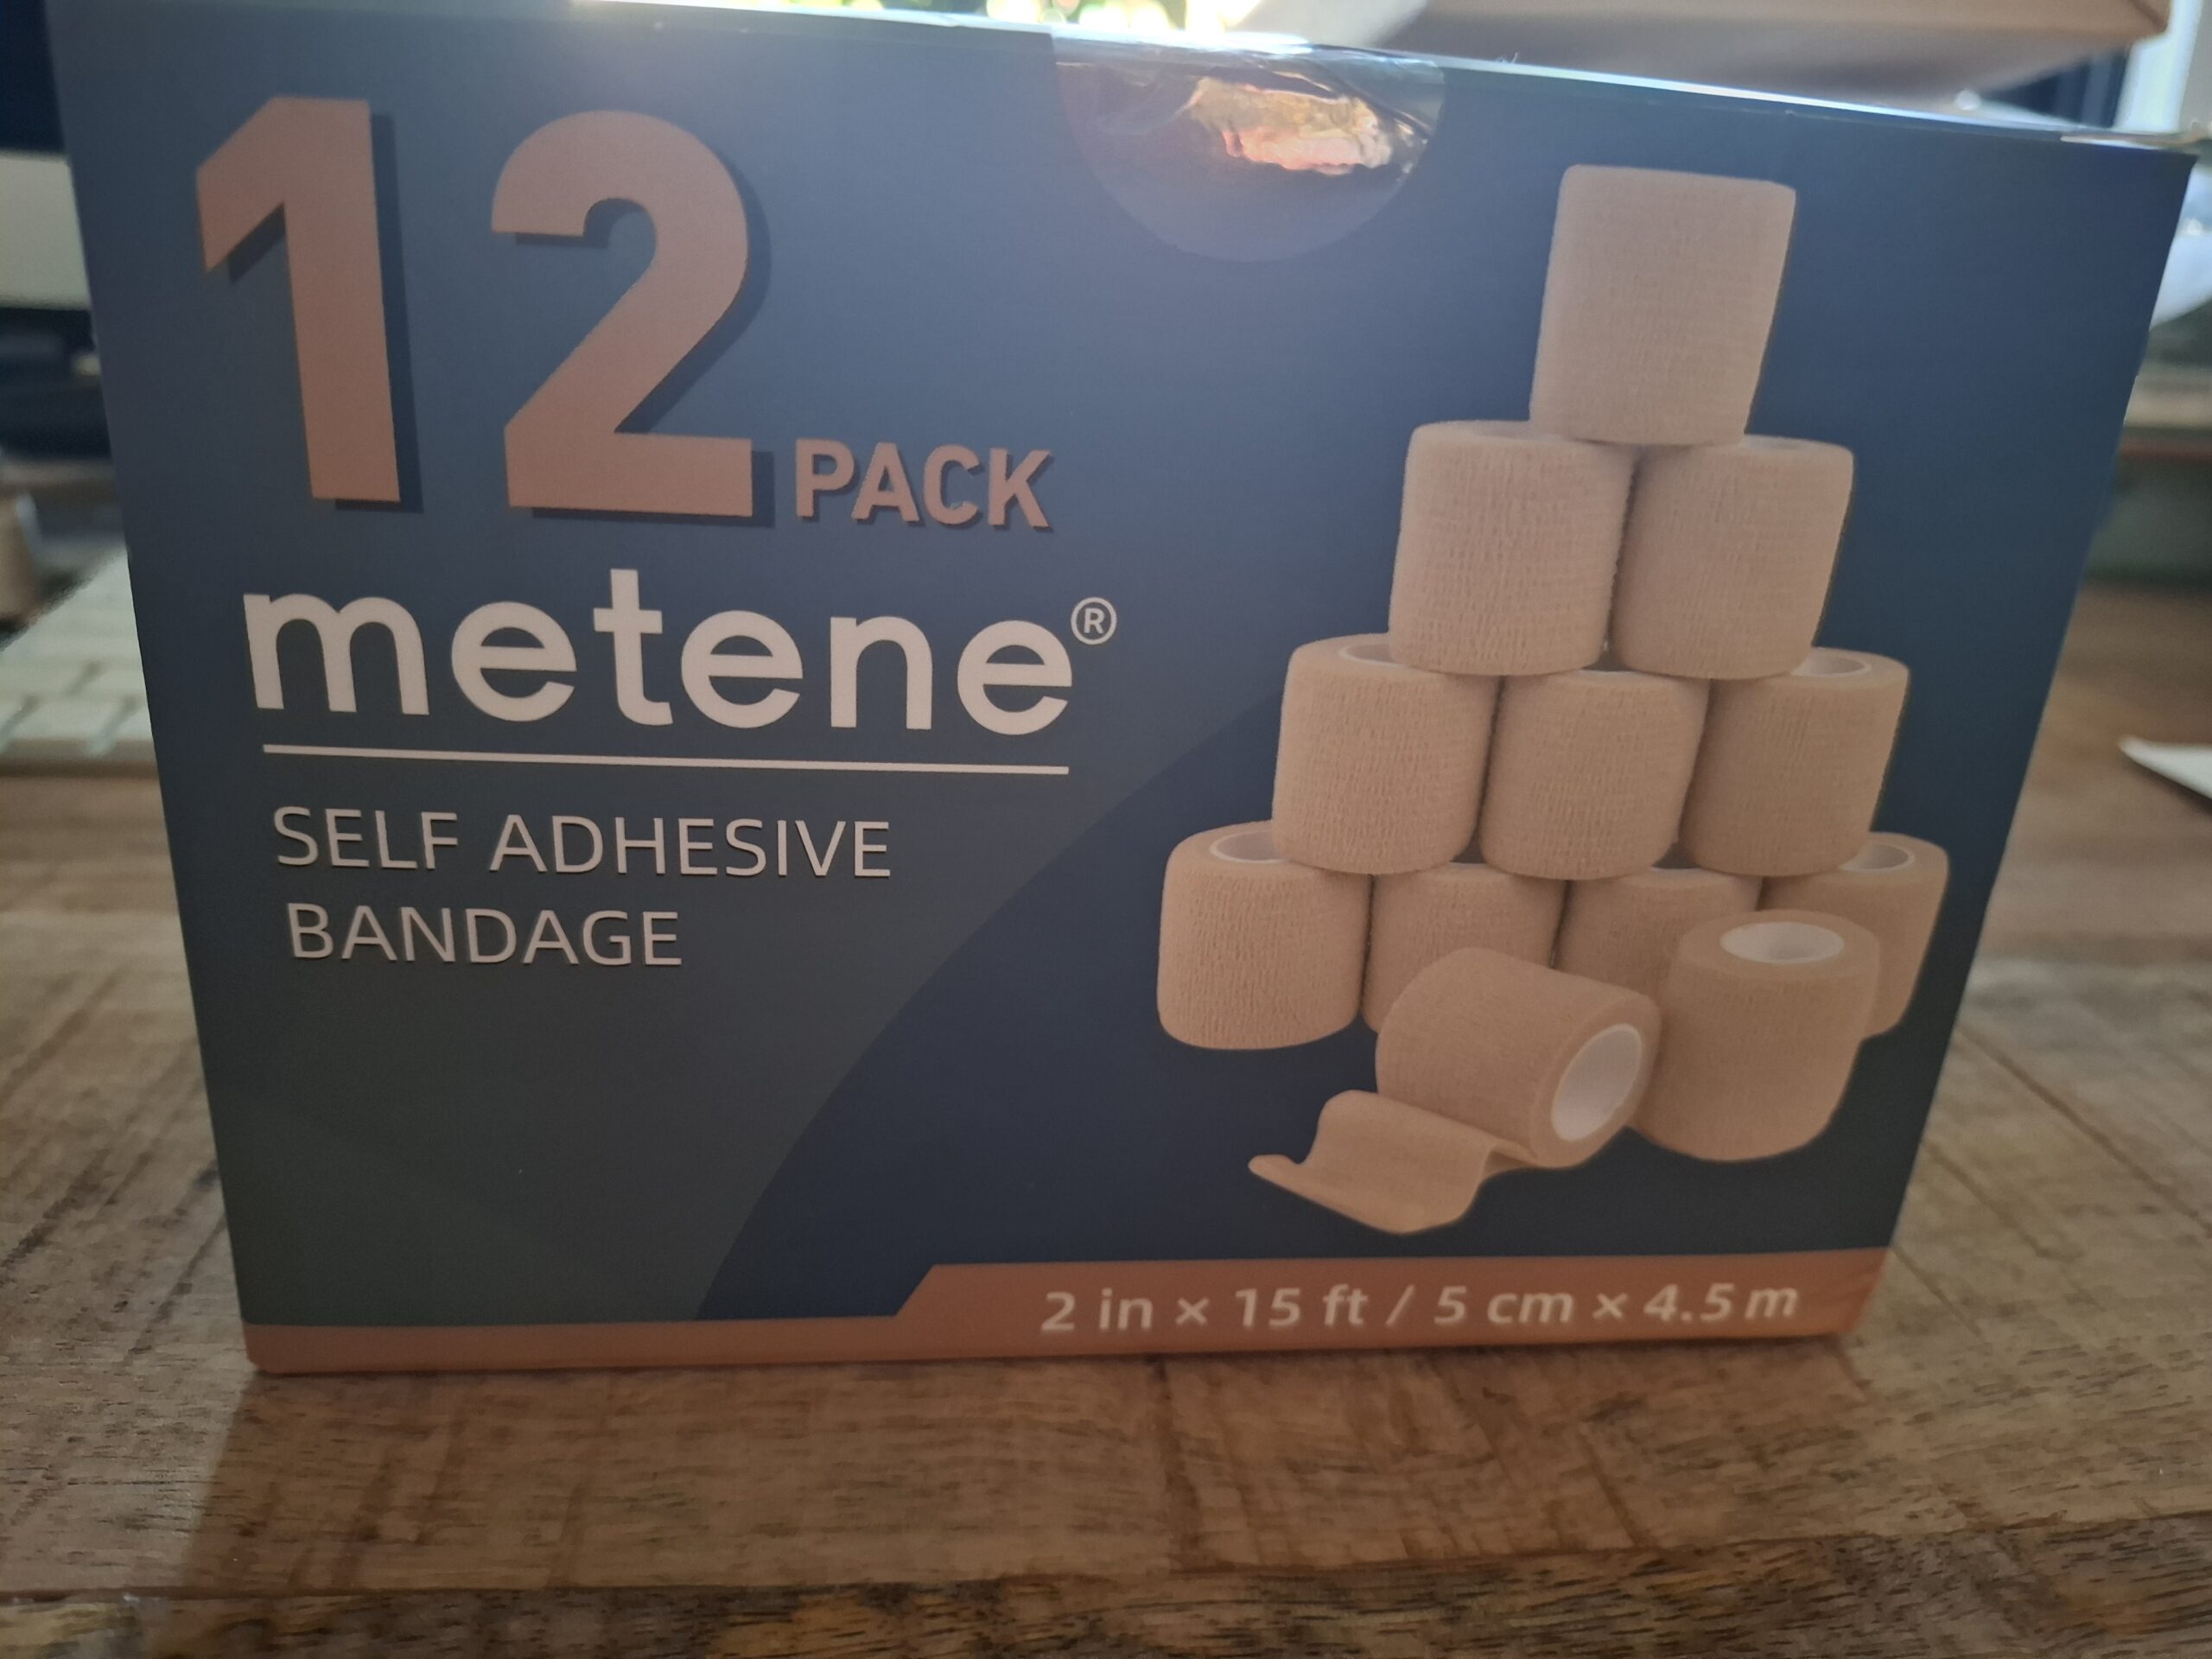 12 PACK
metene®
SELF ADHESIVE
BANDAGE
2 in × 15 ft / 5 cm × 4.5 m